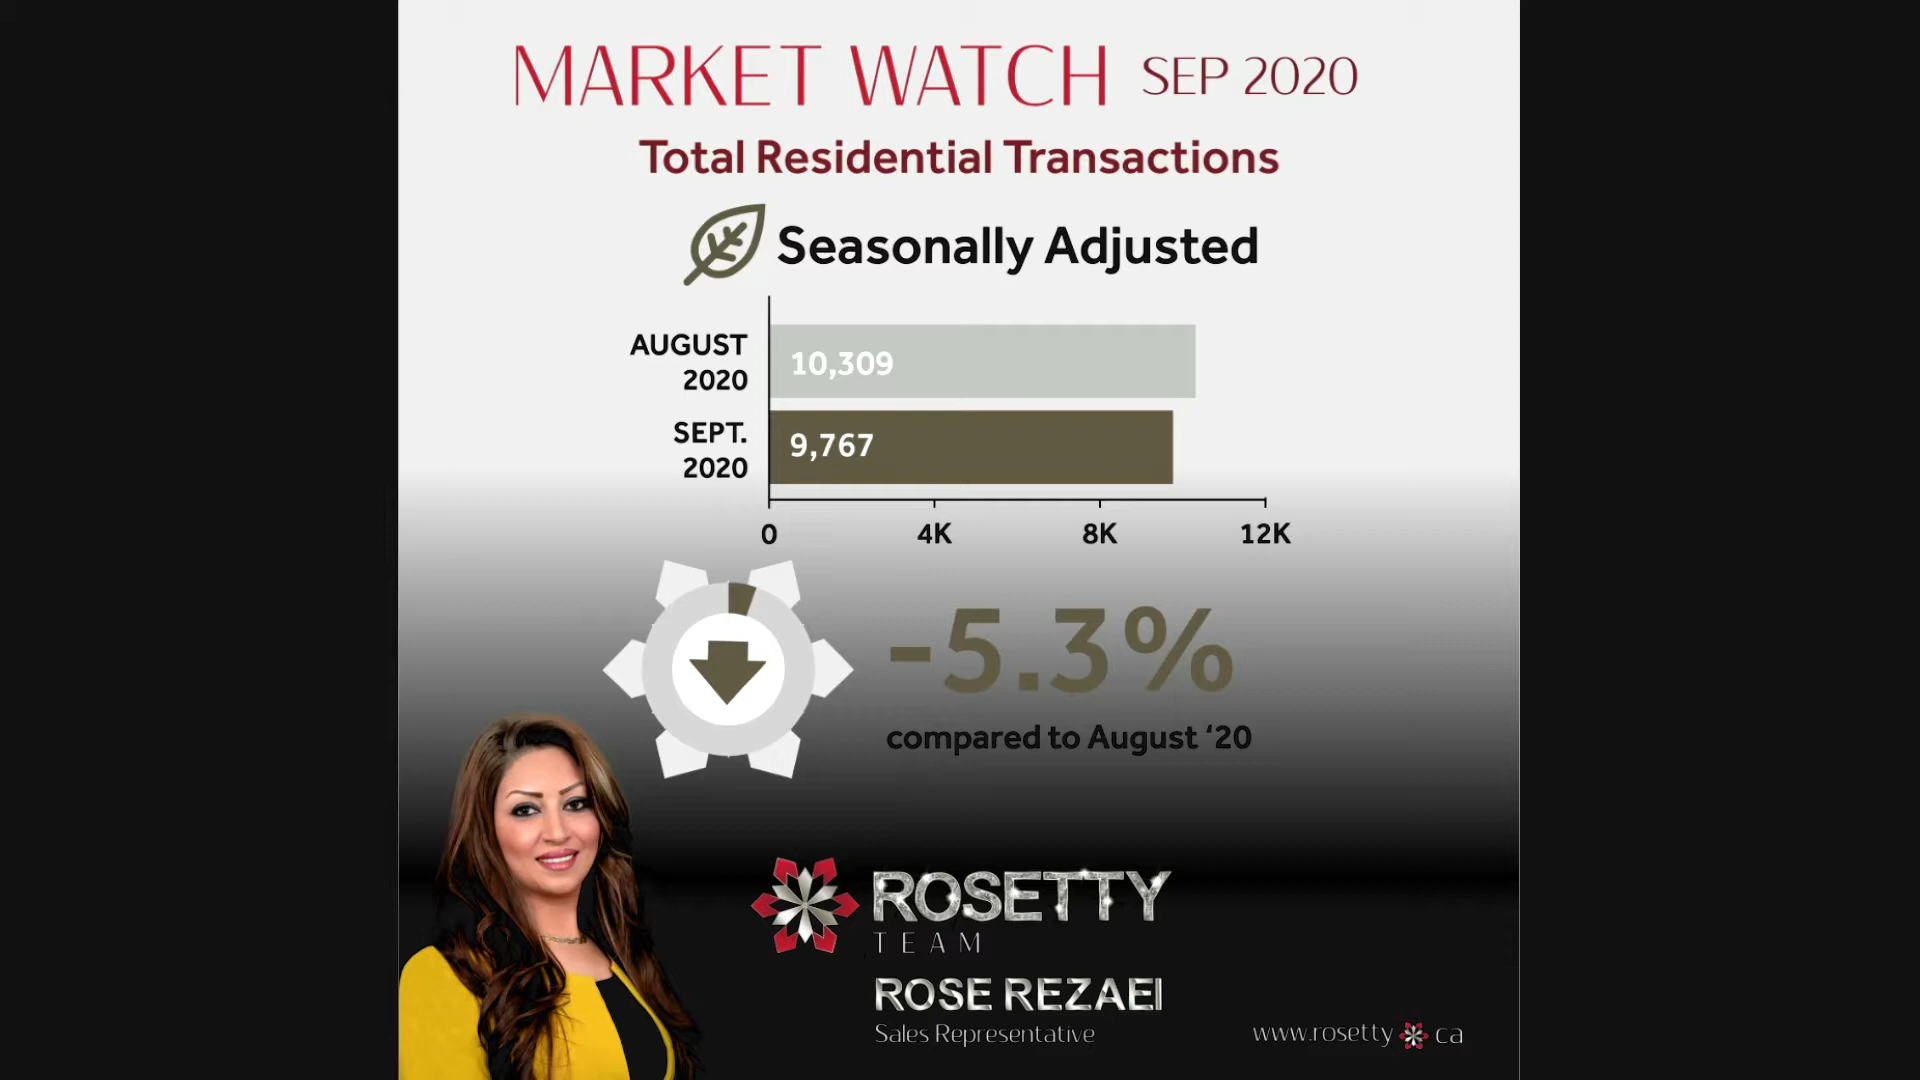 MARKET WATCH SEP 2020
Total Residential Transactions
Seasonally Adjusted
AUGUST
2020
10,309
SEPT.
2020
9,767
0 4K 8K 12K
-5.3%
compared to August ‘20
ROSETTY
TEAM
ROSE REZAEI
Sales Representative
www.rosetty ca